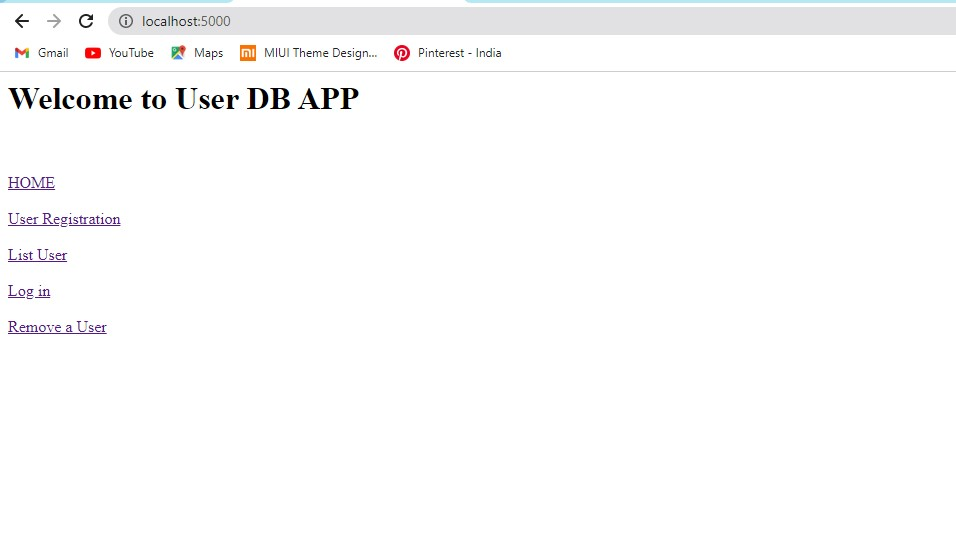 localhost:5000
Gmail YouTube Maps MIUI Theme Design... Pinterest - India
Welcome to User DB APP
HOME
User Registration
List User
Log in
Remove a User